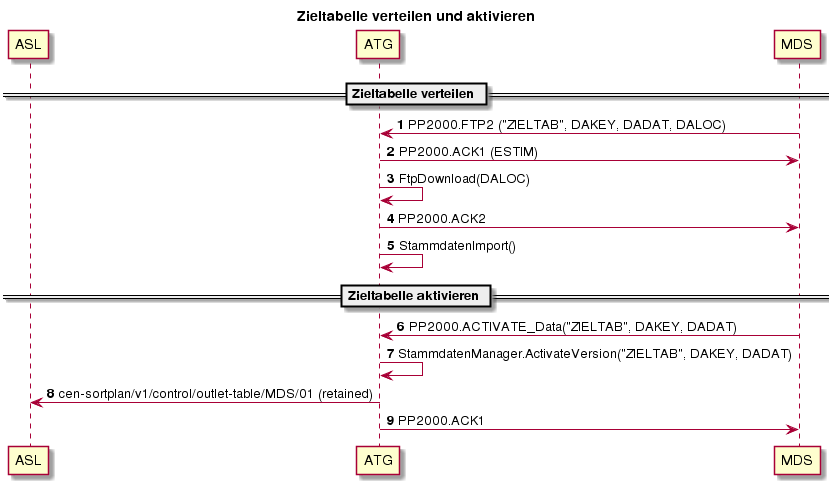 Zieltabelle verteilen und aktivieren
ASL ATG MDS
Zieltabelle verteilen
1 PP2000.FTP2 ("ZIELTAB", DAKEY, DADAT, DALOC)
2 PP2000.ACK1 (ESTIM)
3 FtpDownload(DALOC)
4 PP2000.ACK2
5 StammdatenImport()
Zieltabelle aktivieren
6 PP2000.ACTIVATE_Data("ZIELTAB", DAKEY, DADAT)
7 StammdatenManager.ActivateVersion("ZIELTAB", DAKEY, DADAT)
8 cen-sortplan/v1/control/outlet-table/MDS/01 (retained)
9 PP2000.ACK1
ASL ATG MDS